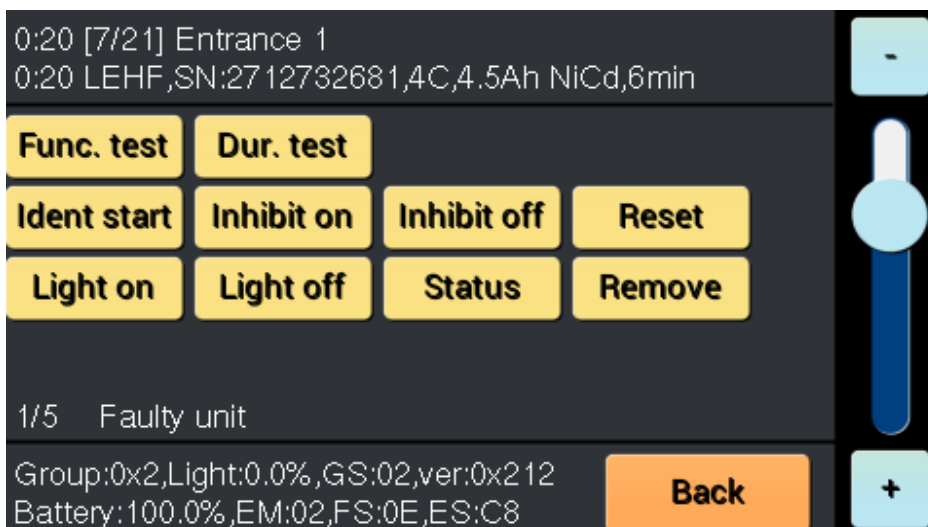 0:20 [7/21] Entrance 1
0:20 LEHF,SN:2712732681,4C,4.5Ah NiCd,6min
-
Func. test Dur. test
Ident start Inhibit on Inhibit off Reset
Light on Light off Status Remove
1/5 Faulty unit
Group:0x2,Light:0.0%,GS:02,ver:0x212
Battery:100.0%,EM:02,FS:0E,ES:C8
Back
+